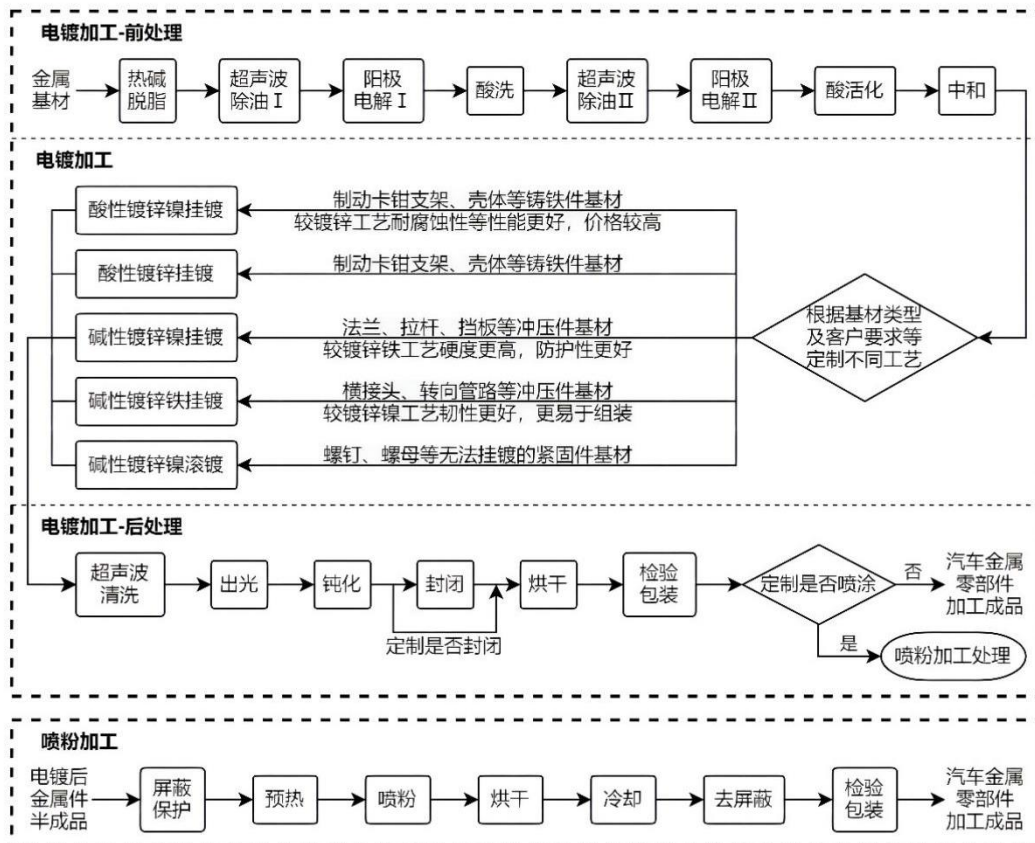 电镀加工-前处理
金属
基材
热碱
脱脂
超声波
除油Ⅰ
阳极
电解Ⅰ
酸洗
超声波
除油Ⅱ
阳极
电解Ⅱ
酸活化
中和
电镀加工
酸性镀锌镍挂镀
制动卡钳支架、壳体等铸铁件基材
较镀锌工艺耐腐蚀性等性能更好，价格较高
酸性镀锌挂镀
制动卡钳支架、壳体等铸铁件基材
碱性镀锌镍挂镀
法兰、拉杆、挡板等冲压件基材
较镀锌铁工艺硬度更高，防护性更好
碱性镀锌铁挂镀
横接头、转向管路等冲压件基材
较镀锌镍工艺韧性更好，更易于组装
碱性镀锌镍滚镀
螺钉、螺母等无法挂镀的紧固件基材
根据基材类型
及客户要求等
定制不同工艺
电镀加工-后处理
超声波
清洗
出光
钝化
封闭
定制是否封闭
烘干
检验
包装
定制是否喷涂
否
汽车金属
零部件
加工成品
是
喷粉加工处理
喷粉加工
电镀后
金属件
半成品
屏蔽
保护
预热
喷粉
烘干
冷却
去屏蔽
检验
包装
汽车金属
零部件
加工成品